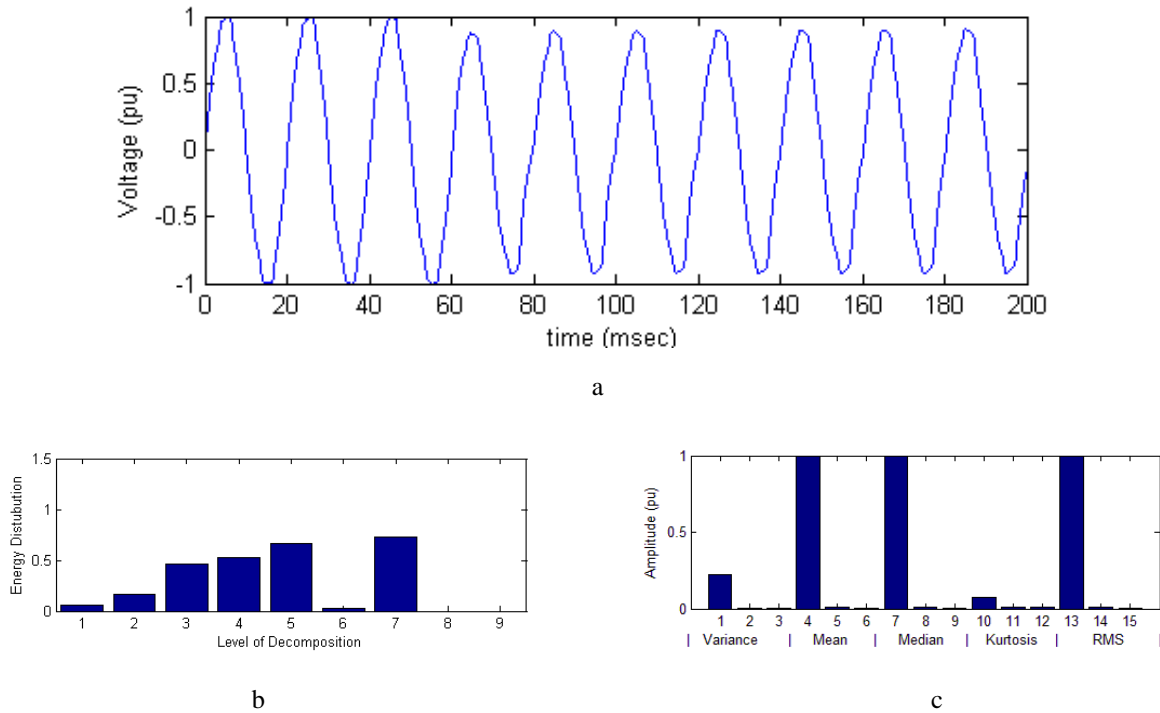 1
0.5
0
-0.5
-1
Voltage (pu)
0 20 40 60 80 100 120 140 160 180 200
time (msec)
a
1.5
1
0.5
0
Energy Distubution
1 2 3 4 5 6 7 8 9
Level of Decomposition
b
1
0.5
0
Amplitude (pu)
1 2 3 4 5 6 7 8 9 10 11 12 13 14 15
| Variance | Mean | Median | Kurtosis | RMS |
c